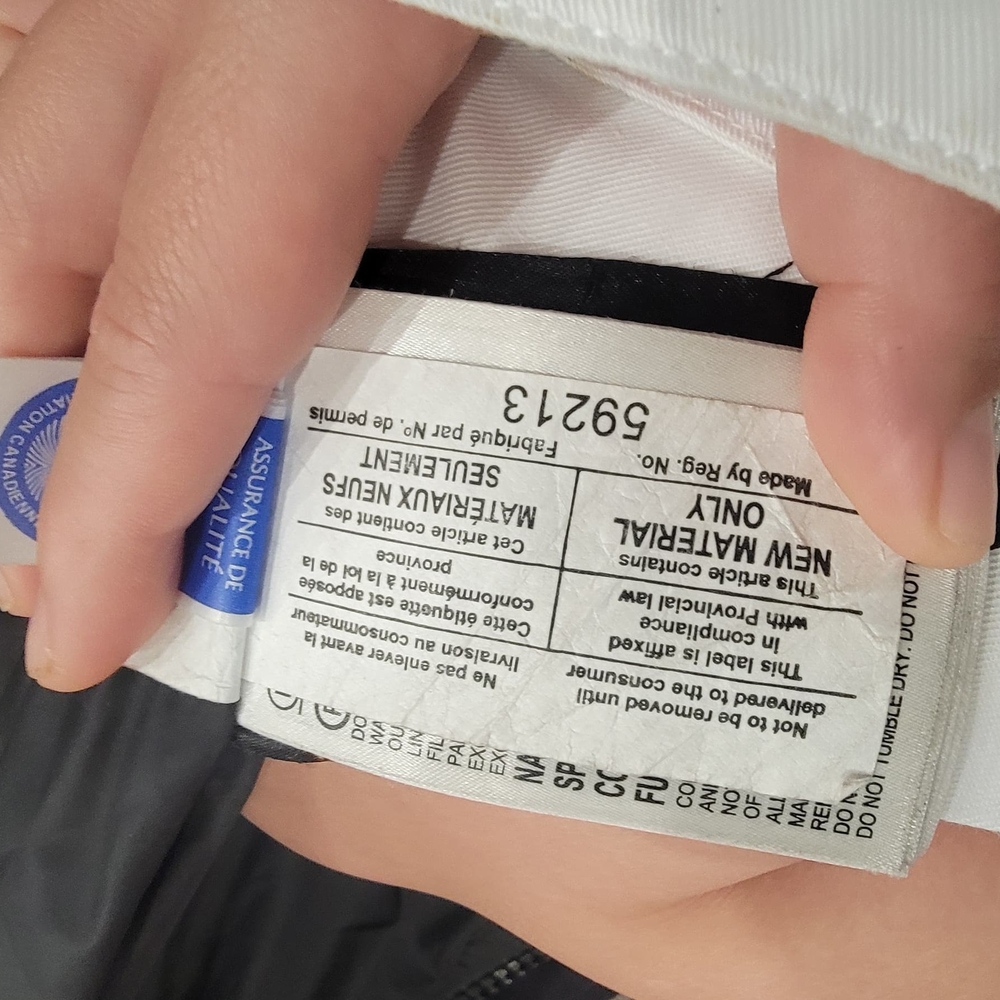 Not to be removed until
delivered to the consumer
Ne pas enlever avant la
livraison au consommateur
This label is affixed
in compliance
with Provincial law
Cette étiquette est apposée
conformément à la loi de la
province
This article contains
NEW MATERIAL
ONLY
Cet article contient des
MATÉRIAUX NEUFS
SEULEMENT
Made by Reg. No.
Fabriqué par Nº. de permis
59213
ASSURANCE DE
QUALITÉ
CANADIENNE
DO NOT TUMBLE DRY. DO NOT